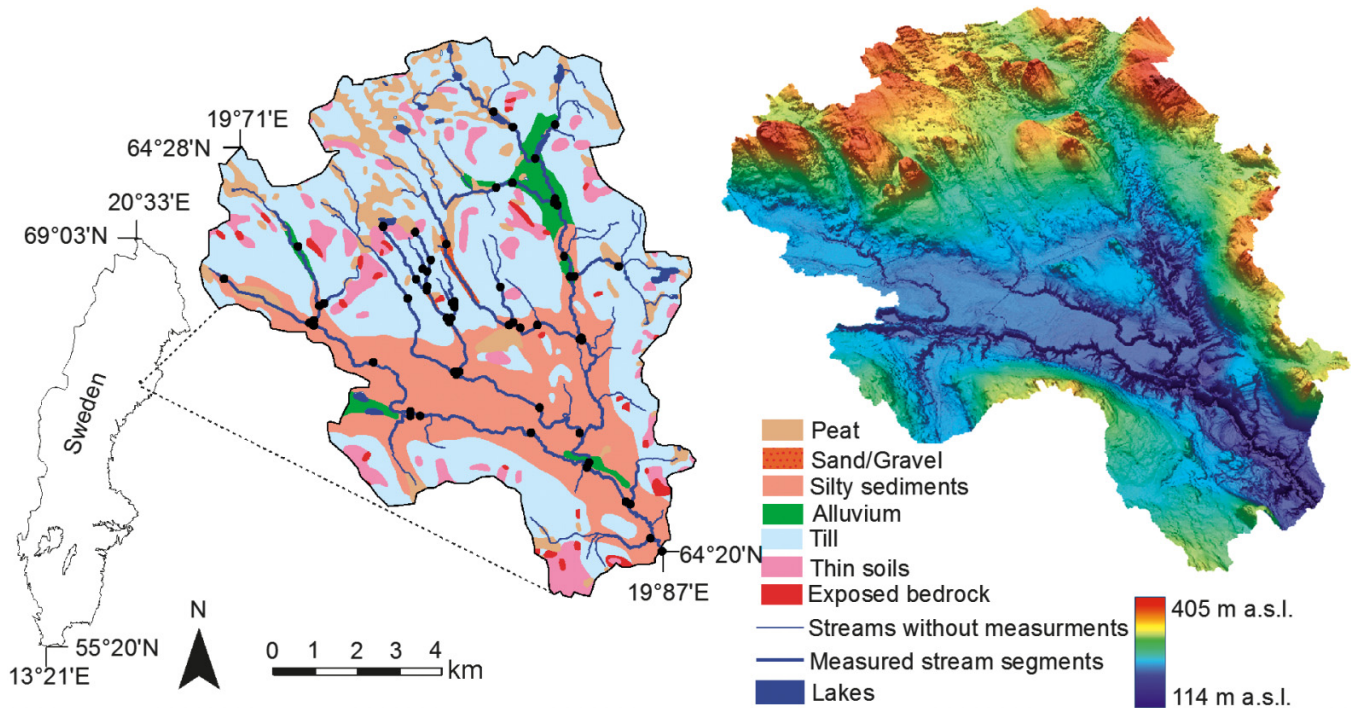 19°71'E
64°28'N
20°33'E
69°03'N
Sweden
64°20'N
19°87'E
55°20'N
13°21'E
N
0 1 2 3 4
km
Peat
Sand/Gravel
Silty sediments
Alluvium
Till
Thin soils
Exposed bedrock
Streams without measurments
Measured stream segments
Lakes
405 m a.s.l.
114 m a.s.l.